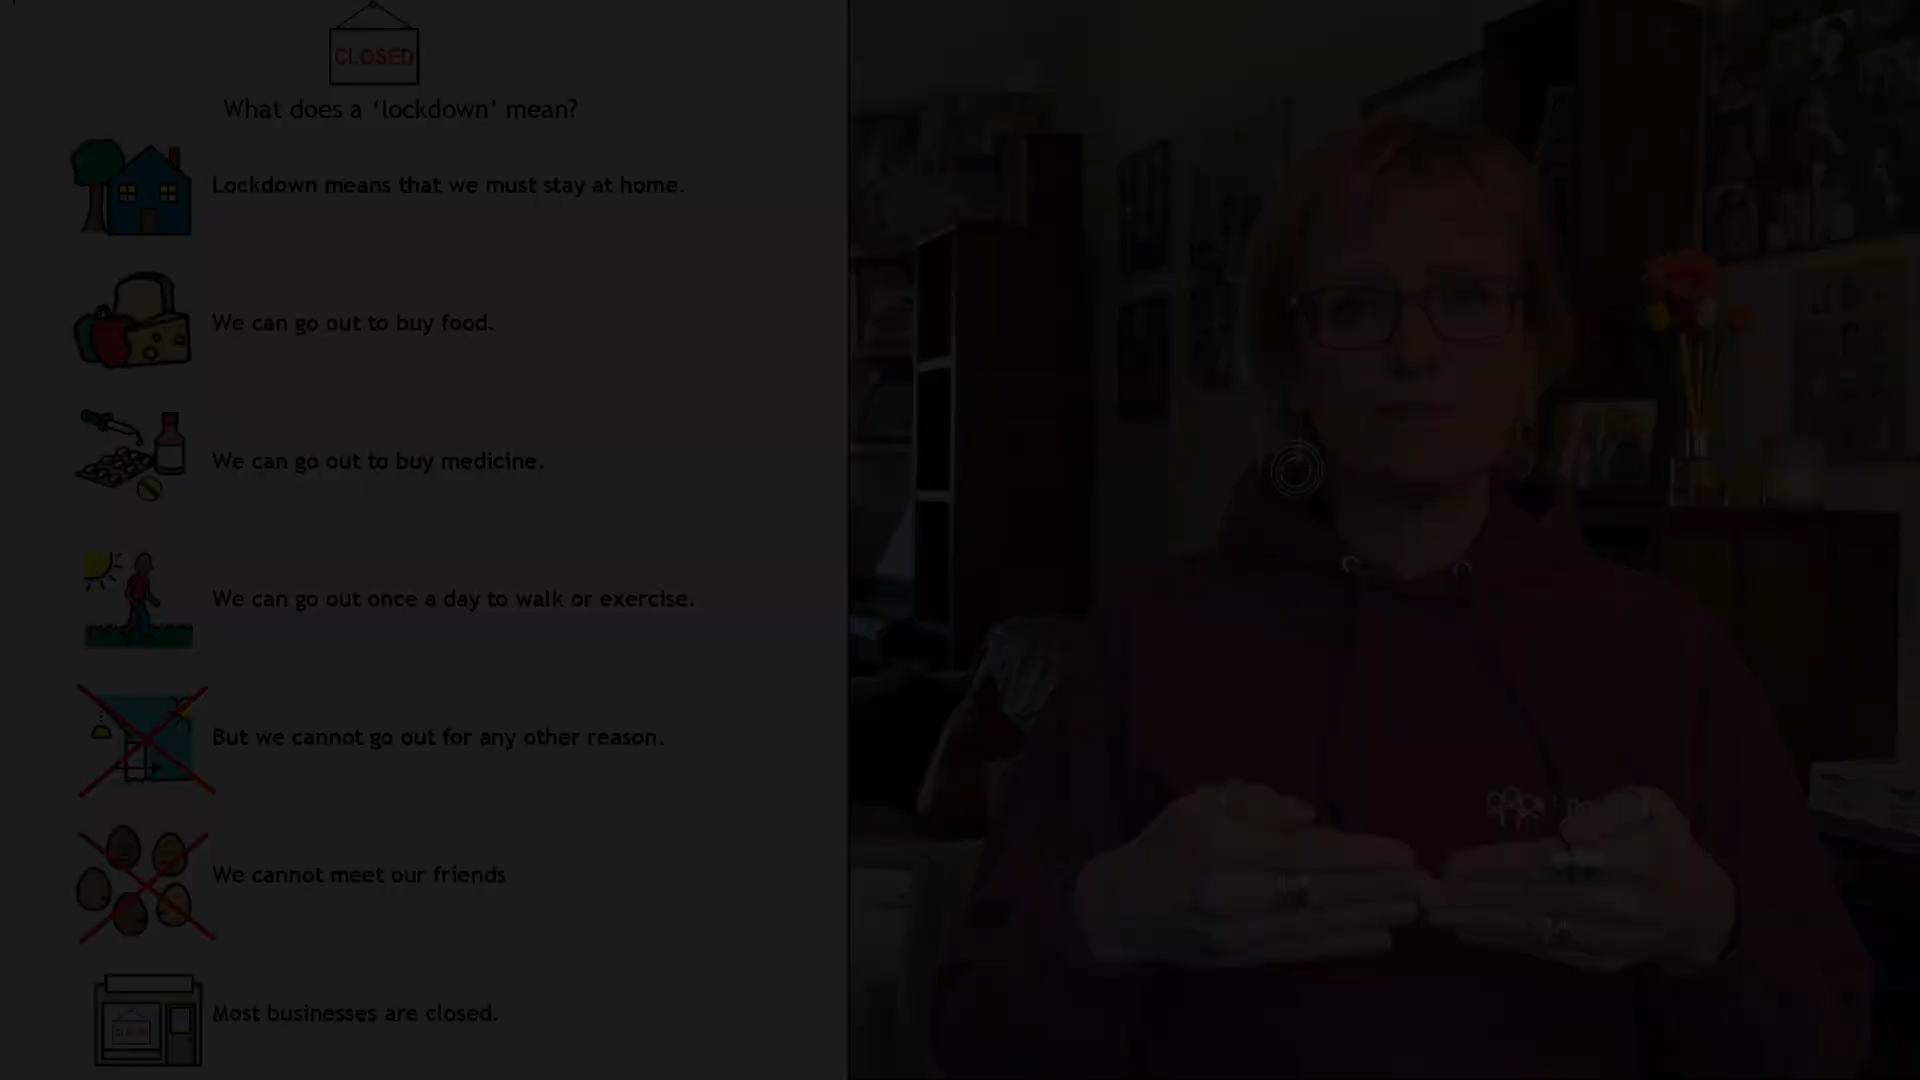 CLOSED
What does a ‘lockdown’ mean?
Lockdown means that we must stay at home.
We can go out to buy food.
We can go out to buy medicine.
We can go out once a day to walk or exercise.
But we cannot go out for any other reason.
We cannot meet our friends
Most businesses are closed.